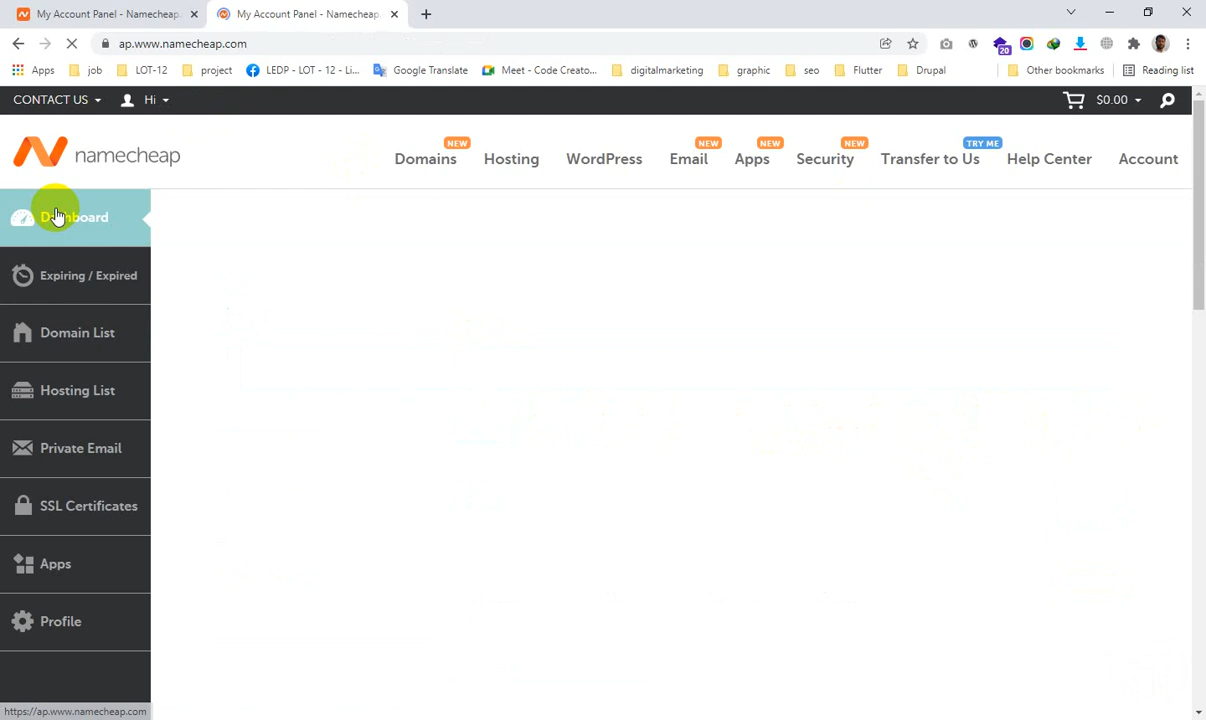 My Account Panel - Namecheap.
My Account Panel - Namecheap.
ap.www.namecheap.com
20
Apps
job
LOT-12
project
LEDP - LOT - 12 - Li...
Google Translate
Meet - Code Creato...
digitalmarketing
graphic
seo
Flutter
Drupal
Other bookmarks
Reading list
CONTACT US
Hi
$0.00
namecheap
Domains
NEW
Hosting
WordPress
Email
NEW
Apps
NEW
Security
NEW
Transfer to Us
TRY ME
Help Center
Account
Dashboard
Expiring / Expired
Domain List
Hosting List
Private Email
SSL Certificates
Apps
Profile
https://ap.www.namecheap.com